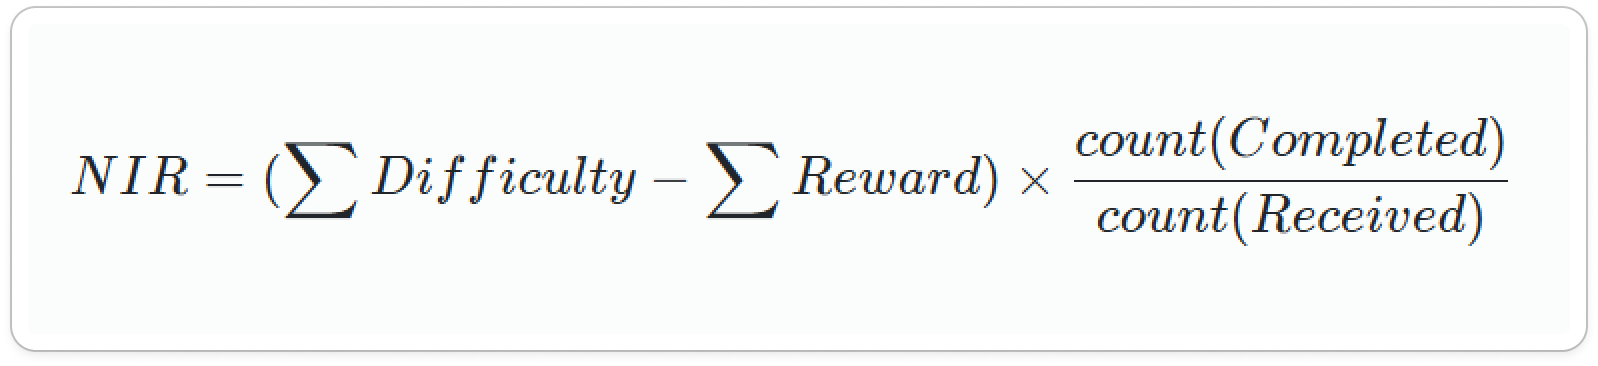 NIR = (∑ Difficulty − ∑ Reward) × count(Completed) / count(Received)